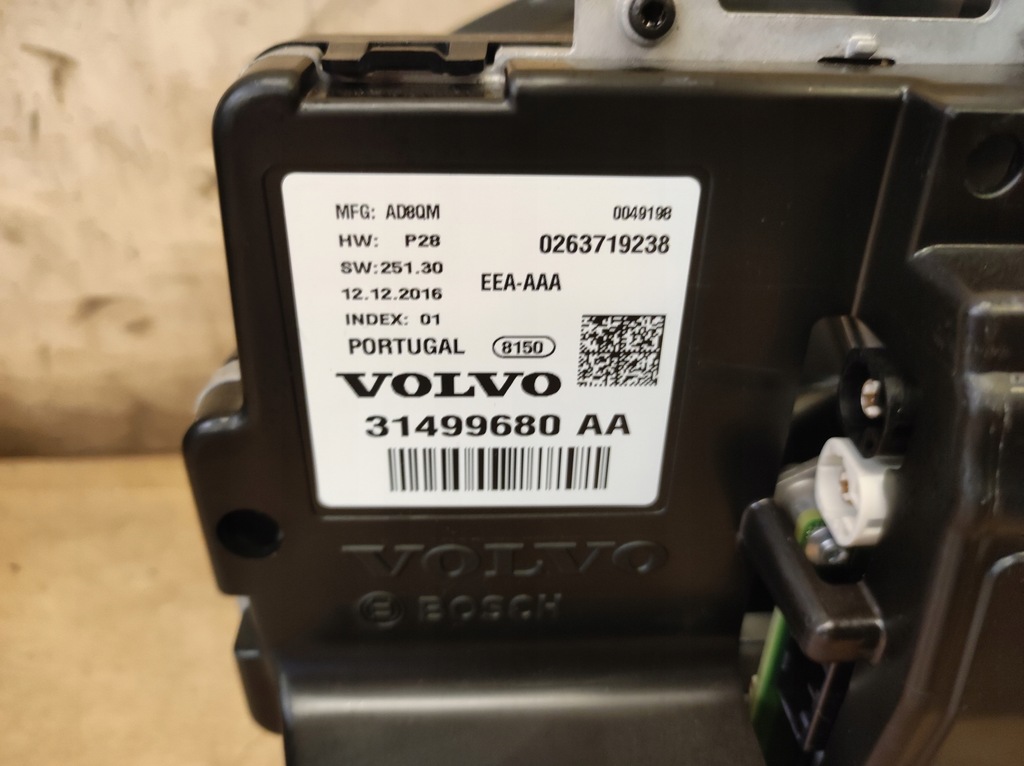 MFG: AD8QM 0049198
HW: P28 0263719238
SW:251.30
EEA-AAA
12.12.2016
INDEX: 01
PORTUGAL 8150
VOLVO
31499680 AA
VOLVO
BOSCH